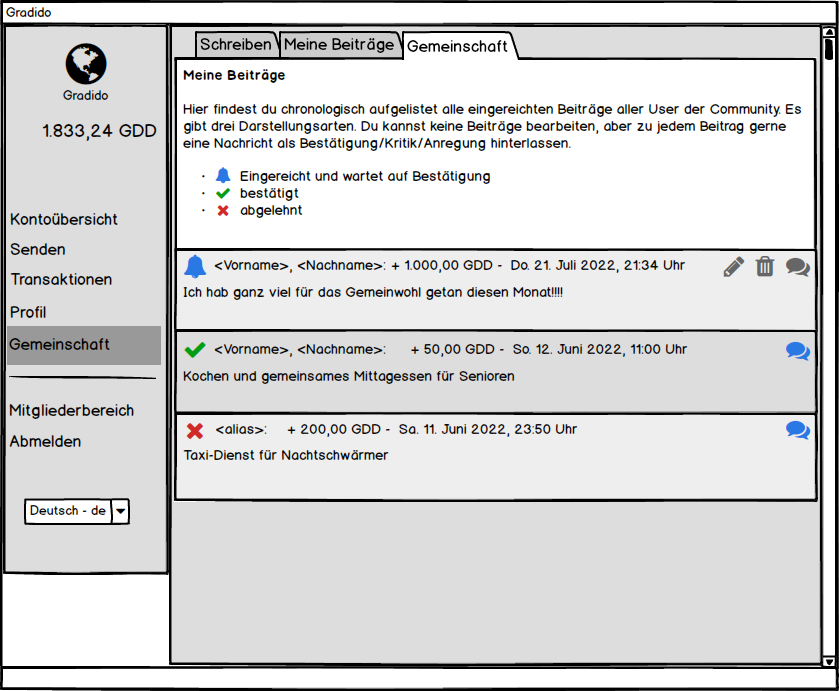 Gradido
Gradido
1.833,24 GDD
Kontoübersicht
Senden
Transaktionen
Profil
Gemeinschaft
Mitgliederbereich
Abmelden
Deutsch - de
Schreiben
Meine Beiträge
Gemeinschaft
Meine Beiträge
Hier findest du chronologisch aufgelistet alle eingereichten Beiträge aller User der Community. Es
gibt drei Darstellungsarten. Du kannst keine Beiträge bearbeiten, aber zu jedem Beitrag gerne
eine Nachricht als Bestätigung/Kritik/Anregung hinterlassen.
· Eingereicht und wartet auf Bestätigung
· bestätigt
· abgelehnt
<Vorname>, <Nachname>: + 1.000,00 GDD - Do. 21. Juli 2022, 21:34 Uhr
Ich hab ganz viel für das Gemeinwohl getan diesen Monat!!!!
<Vorname>, <Nachname>: + 50,00 GDD - So. 12. Juni 2022, 11:00 Uhr
Kochen und gemeinsames Mittagessen für Senioren
<alias>: + 200,00 GDD - Sa. 11. Juni 2022, 23:50 Uhr
Taxi-Dienst für Nachtschwärmer